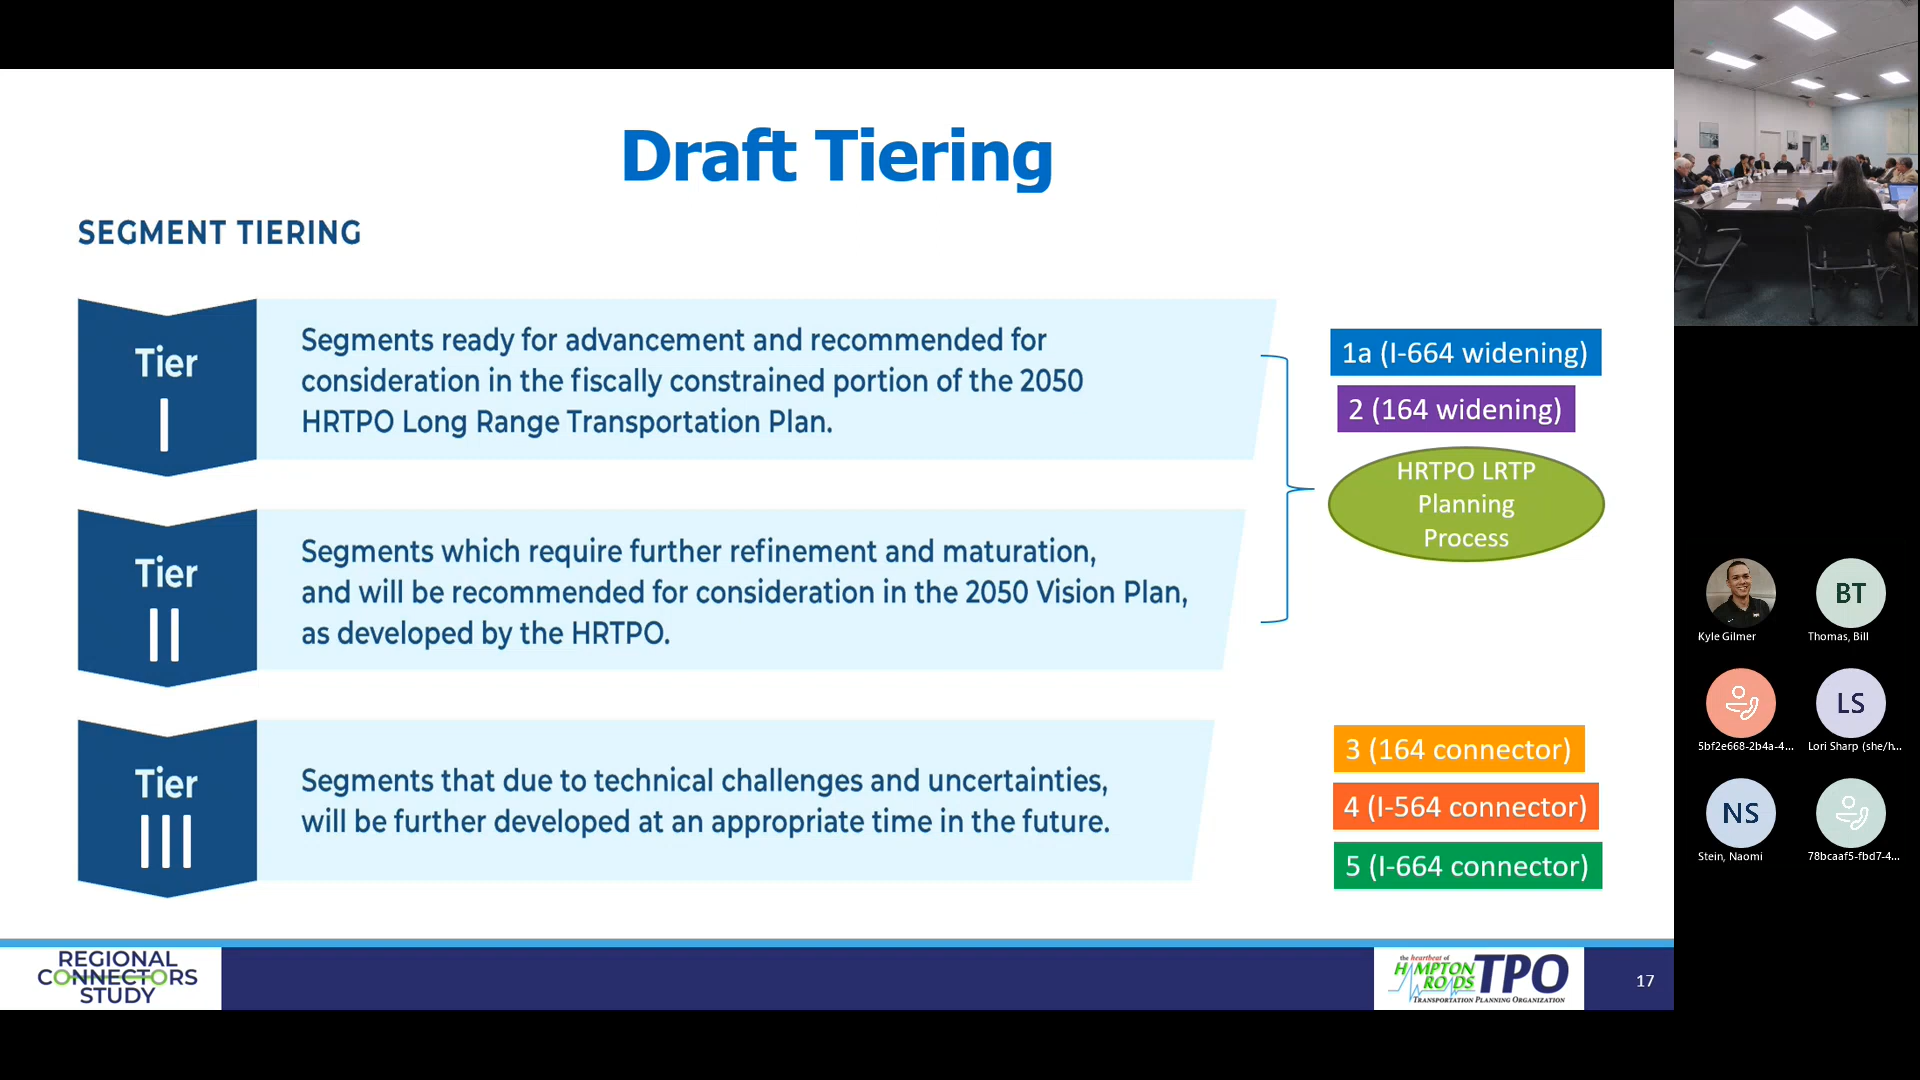 Draft Tiering
SEGMENT TIERING
Tier
I
Segments ready for advancement and recommended for
consideration in the fiscally constrained portion of the 2050
HRTPO Long Range Transportation Plan.
Tier
II
Segments which require further refinement and maturation,
and will be recommended for consideration in the 2050 Vision Plan,
as developed by the HRTPO.
Tier
III
Segments that due to technical challenges and uncertainties,
will be further developed at an appropriate time in the future.
1a (I-664 widening)
2 (164 widening)
HRTPO LRTP
Planning
Process
3 (164 connector)
4 (I-564 connector)
5 (I-664 connector)
REGIONAL
CONNECTORS
STUDY
the heartbeat of
HAMPTON
ROADS
TPO
TRANSPORTATION PLANNING ORGANIZATION
17
Kyle Gilmer
BT
Thomas, Bill
5bf2e668-2b4a-4...
LS
Lori Sharp (she/h...
NS
Stein, Naomi
78bcaaf5-fbd7-4...